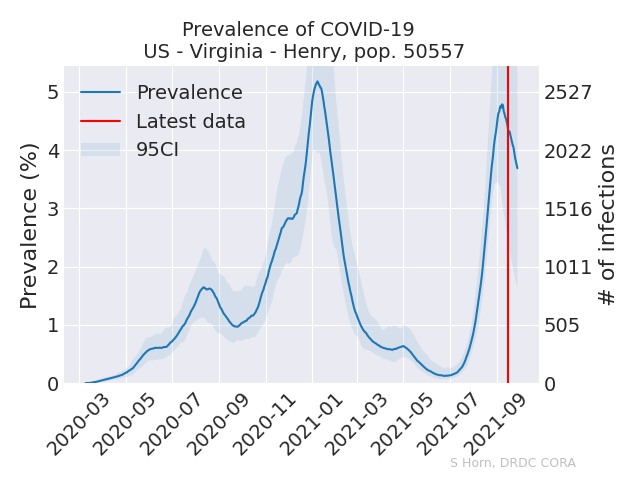 Prevalence of COVID-19
US - Virginia - Henry, pop. 50557
Prevalence
Latest data
95CI
Prevalence (%)
5
4
3
2
1
0
2527
2022
1516
1011
505
0
# of infections
2020-03
2020-05
2020-07
2020-09
2020-11
2021-01
2021-03
2021-05
2021-07
2021-09
S Horn, DRDC CORA